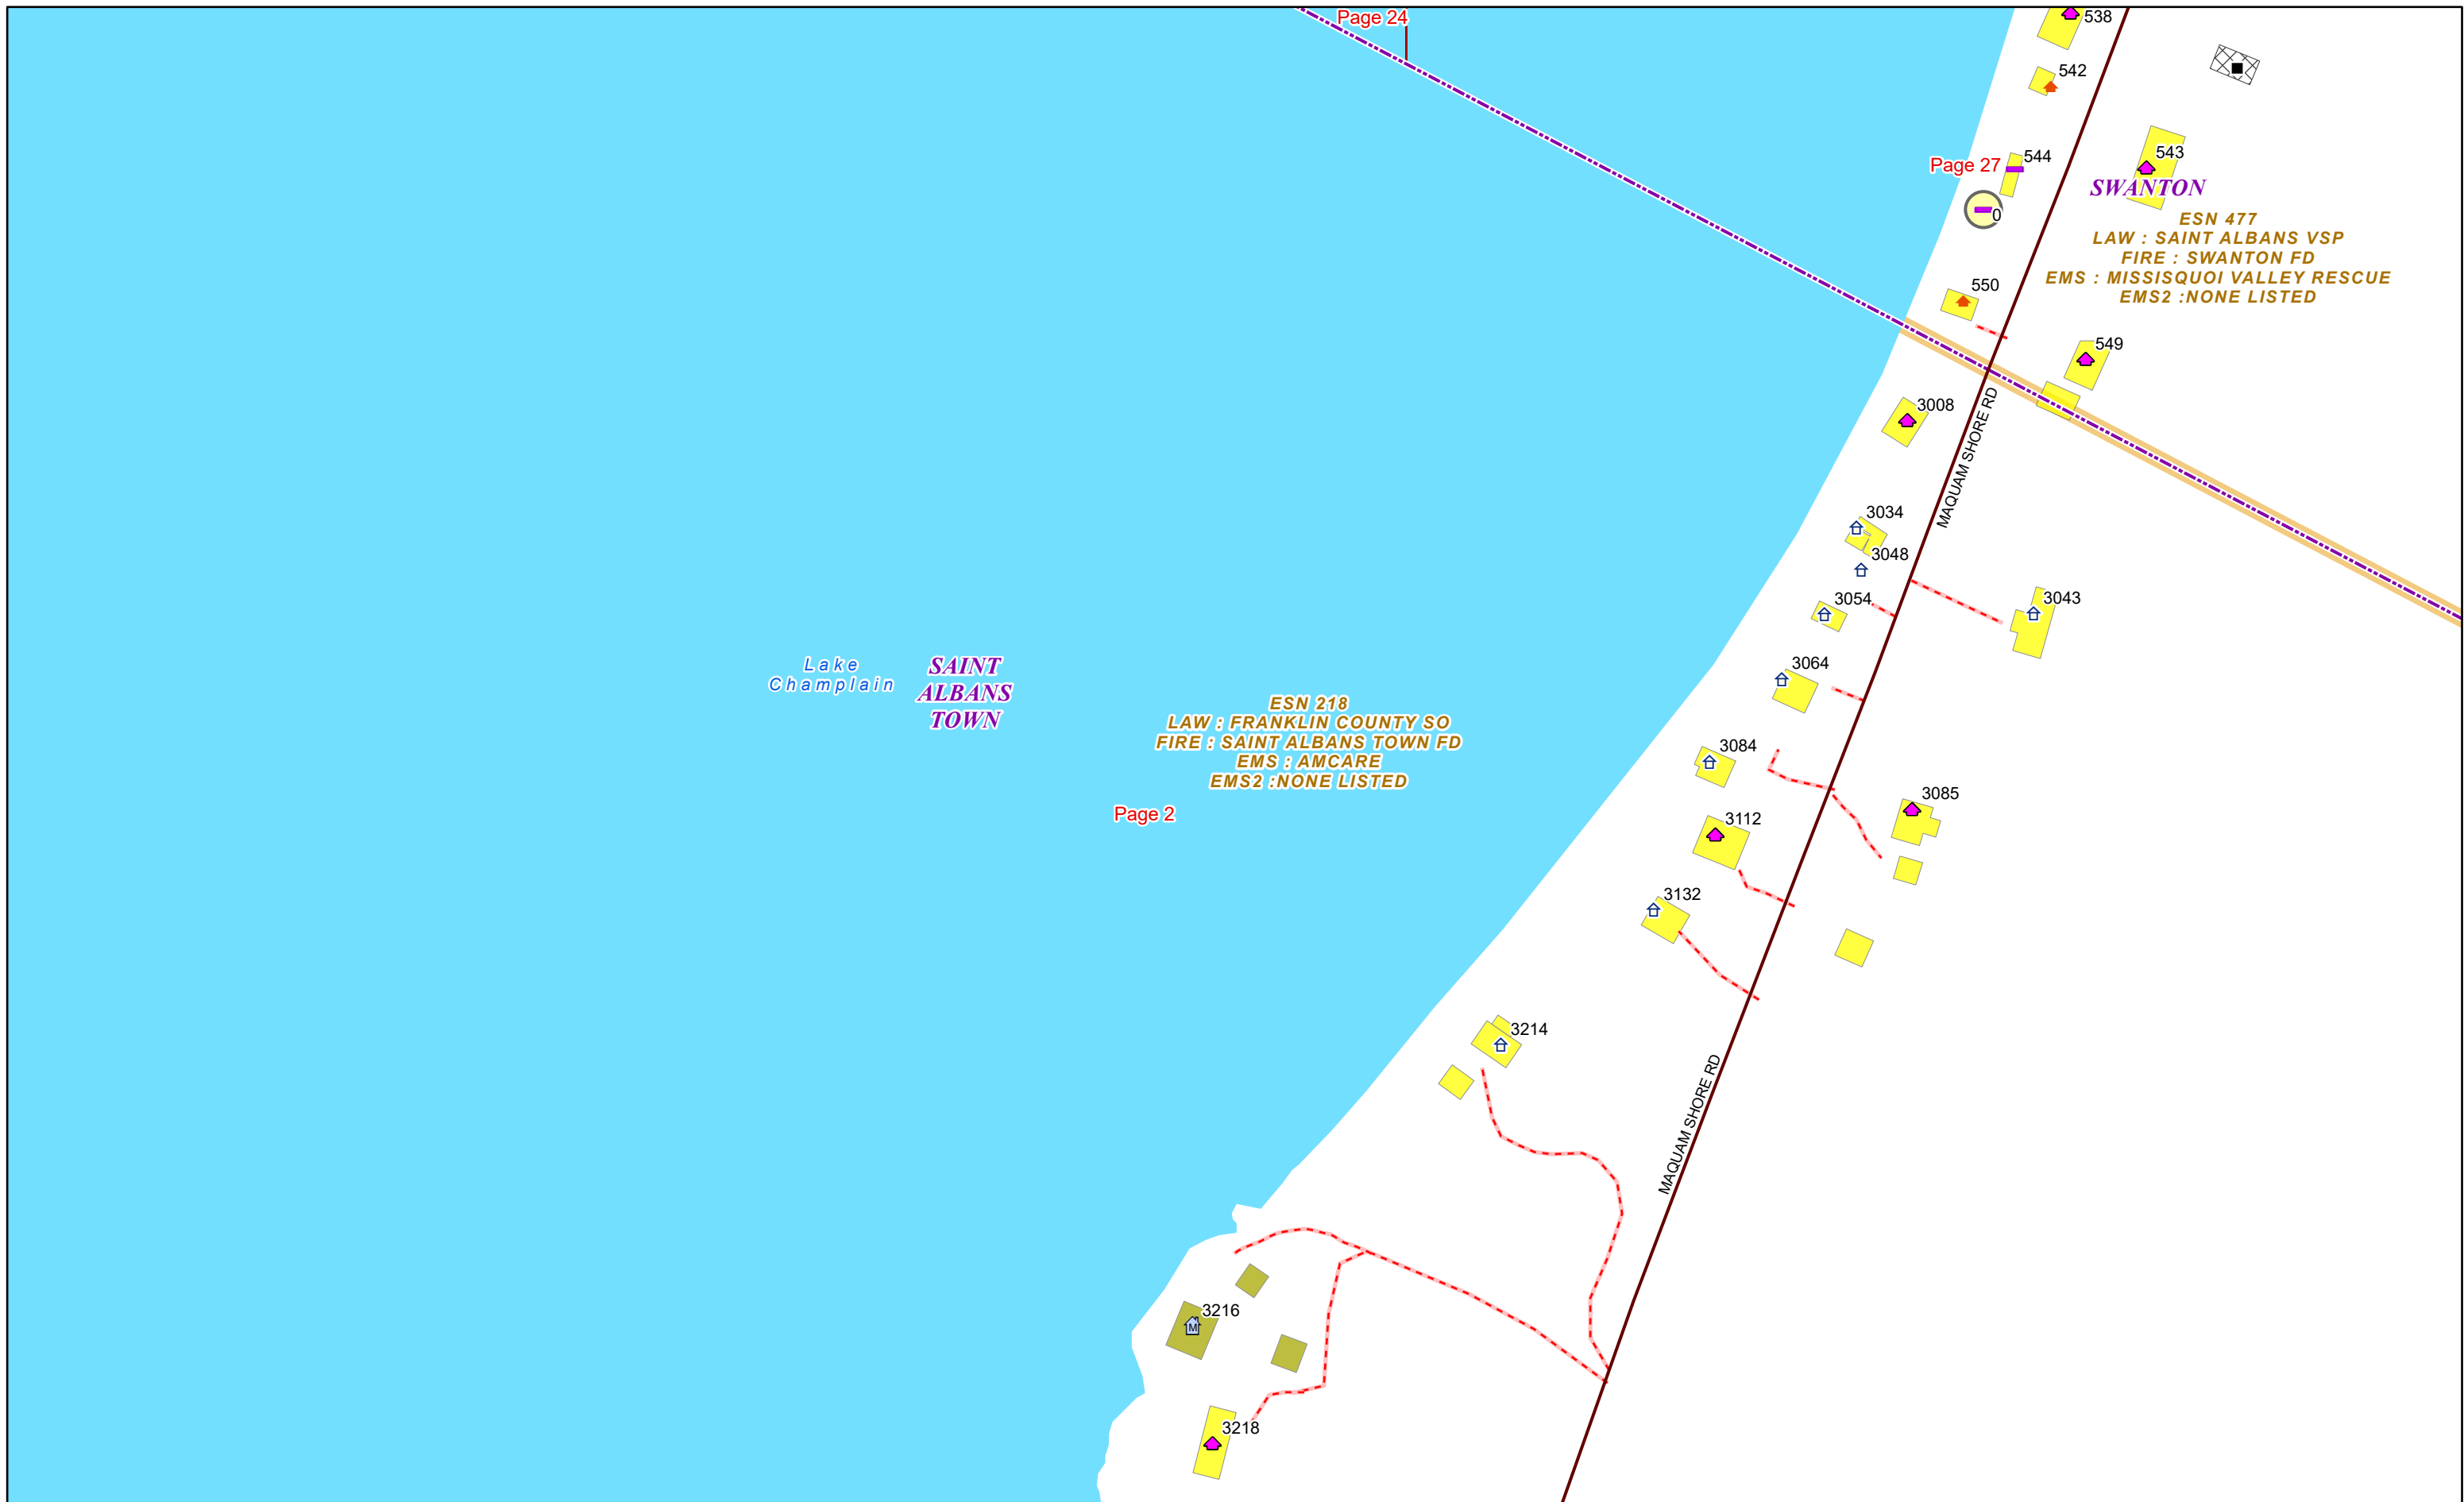 Page 24
538
542
Page 27
544
543
SWANTON
0
ESN 477
LAW : SAINT ALBANS VSP
FIRE : SWANTON FD
EMS : MISSISQUOI VALLEY RESCUE
EMS2 :NONE LISTED
550
549
3008
MAQUAM SHORE RD
3034
3048
3054
3043
3064
Lake
Champlain
SAINT
ALBANS
TOWN
ESN 218
LAW : FRANKLIN COUNTY SO
FIRE : SAINT ALBANS TOWN FD
EMS : AMCARE
EMS2 :NONE LISTED
3084
3085
Page 2
3112
3132
3214
MAQUAM SHORE RD
3216
M
3218